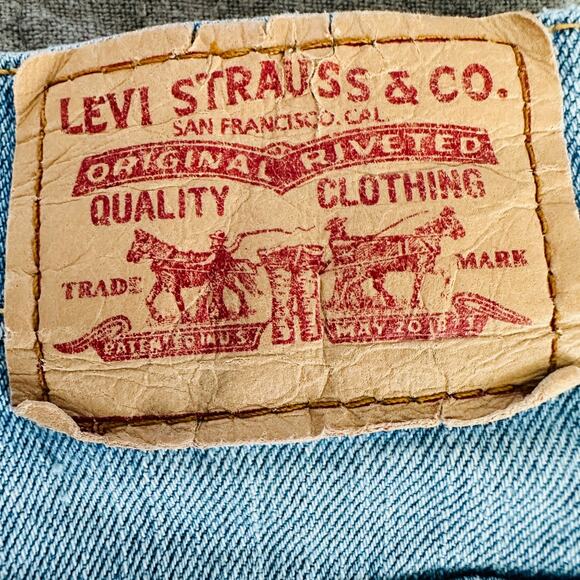 LEVI STRAUSS & CO.
SAN FRANCISCO, CAL.
ORIGINAL RIVETED
QUALITY CLOTHING
TRADE MARK
PATENTED IN U.S. MAY 20 1873